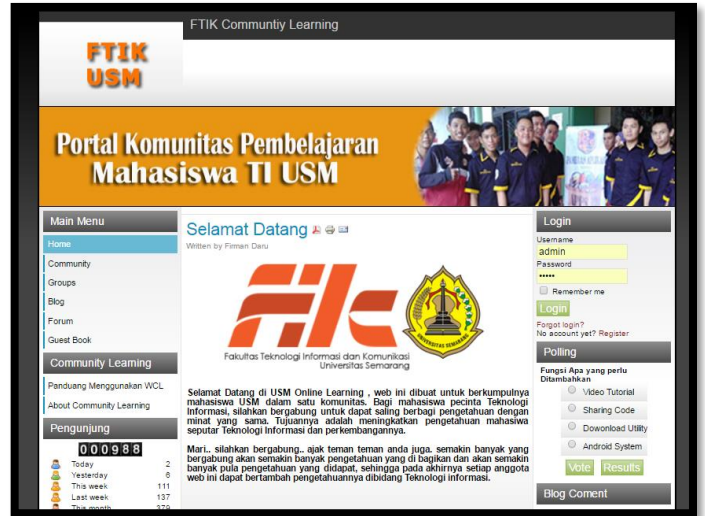 FTIK Communtiy Learning
FTIK
USM
Portal Komunitas Pembelajaran
Mahasiswa TI USM
Main Menu
Home
Community
Groups
Blog
Forum
Guest Book
Community Learning
Panduang Menggunakan WCL
About Community Learning
Pengunjung
000988
Today 2
Yesterday 6
This week 111
Last week 137
This month 379
Selamat Datang
Written by Firman Daru
FTIK
UNIVERSITAS SEMARANG
Fakultas Teknologi Informasi dan Komunikasi
Universitas Semarang
Selamat Datang di USM Online Learning , web ini dibuat untuk berkumpulnya
mahasiswa USM dalam satu komunitas. Bagi mahasiswa pecinta Teknologi
Informasi, silahkan bergabung untuk dapat saling berbagi pengetahuan dengan
minat yang sama. Tujuannya adalah meningkatkan pengetahuan mahasiwa
seputar Teknologi Informasi dan perkembangannya.
Mari.. silahkan bergabung.. ajak teman teman anda juga. semakin banyak yang
bergabung akan semakin banyak pengetahuan yang di bagikan dan akan semakin
banyak pula pengetahuan yang didapat, sehingga pada akhirnya setiap anggota
web ini dapat bertambah pengetahuannya dibidang Teknologi informasi.
Login
Username
admin
Password
•••••
Remember me
Login
Forgot login?
No account yet? Register
Polling
Fungsi Apa yang perlu
Ditambahkan
Video Tutorial
Sharing Code
Dowonload Utility
Android System
Vote Results
Blog Coment